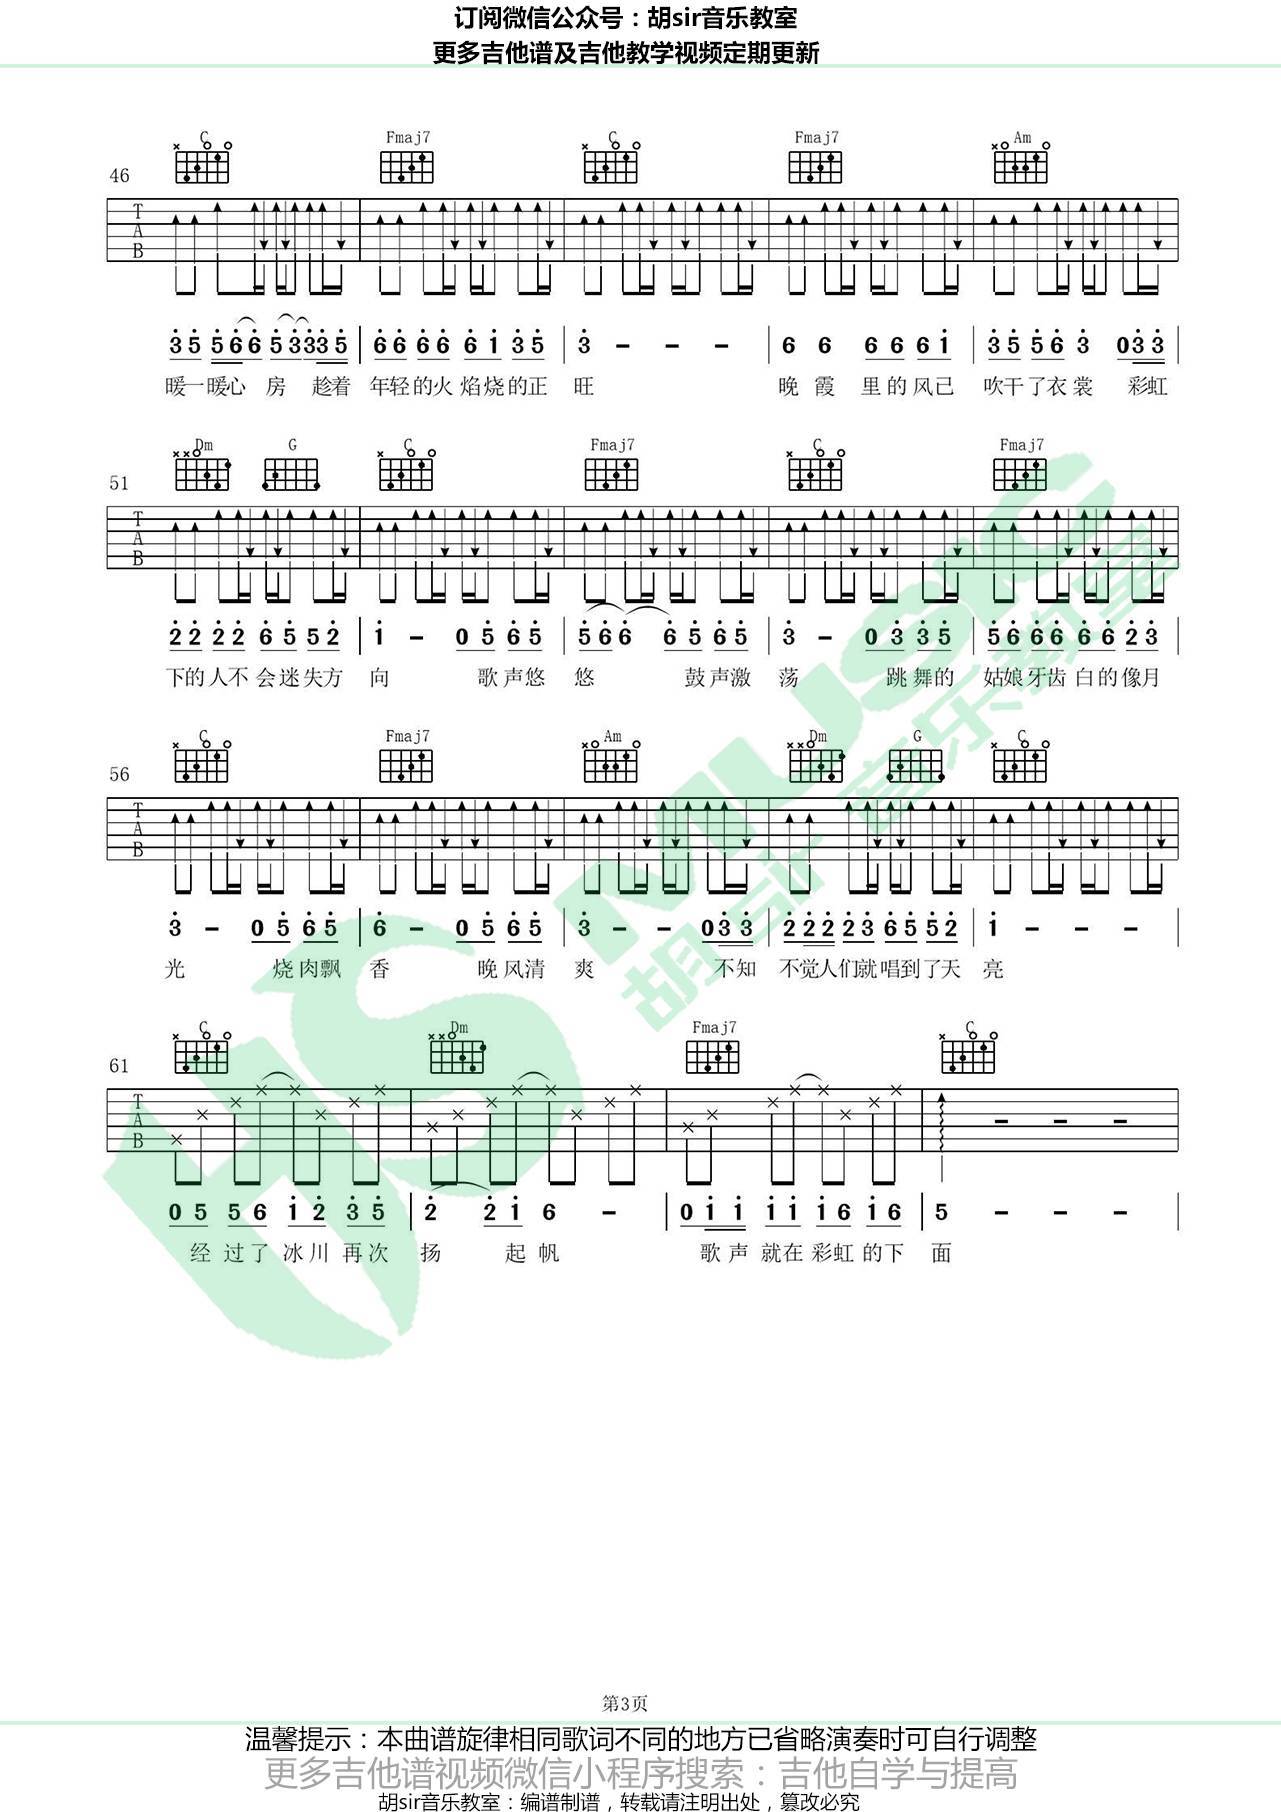 订阅微信公众号：胡sir音乐教室
更多吉他谱及吉他教学视频定期更新
C Fmaj7 C Fmaj7 Am
46
T
A
B
3 5 5 6 6 5 3 3 3 5 6 6 6 6 6 1 3 5 3 - - - 6 6 6 6 6 1 3 5 5 6 3 0 3 3
暖一暖心 房 趁着 年轻的火 焰烧的正 旺 晚 霞 里的风已 吹干了衣 裳 彩虹
Dm G C Fmaj7 C Fmaj7
51
T
A
B
2 2 2 2 6 5 5 2 1 - 0 5 6 5 5 6 6 6 5 6 5 3 - 0 3 3 5 5 6 6 6 6 6 2 3
下的人不 会迷失方 向 歌声悠 悠 鼓声激 荡 跳舞的 姑娘牙齿 白的像月
C Fmaj7 Am Dm G C
56
T
A
B
3 - 0 5 6 5 6 - 0 5 6 5 3 - - 0 3 3 2 2 2 2 3 6 5 5 2 1 - - -
光 烧肉飘 香 晚风清 爽 不知 不觉人们就唱到了天 亮
C Dm Fmaj7 C
61
T
A
B
0 5 5 6 1 2 3 5 2 2 1 6 - 0 1 1 1 1 1 6 1 6 5 - - -
经 过了 冰川 再次 扬 起 帆 歌声 就在 彩虹 的下 面
HS MUSIC
胡 sir 音乐教室
第3页
温馨提示：本曲谱旋律相同歌词不同的地方已省略演奏时可自行调整
更多吉他谱视频微信小程序搜索：吉他自学与提高
胡sir音乐教室：编谱制谱，转载请注明出处，篡改必究